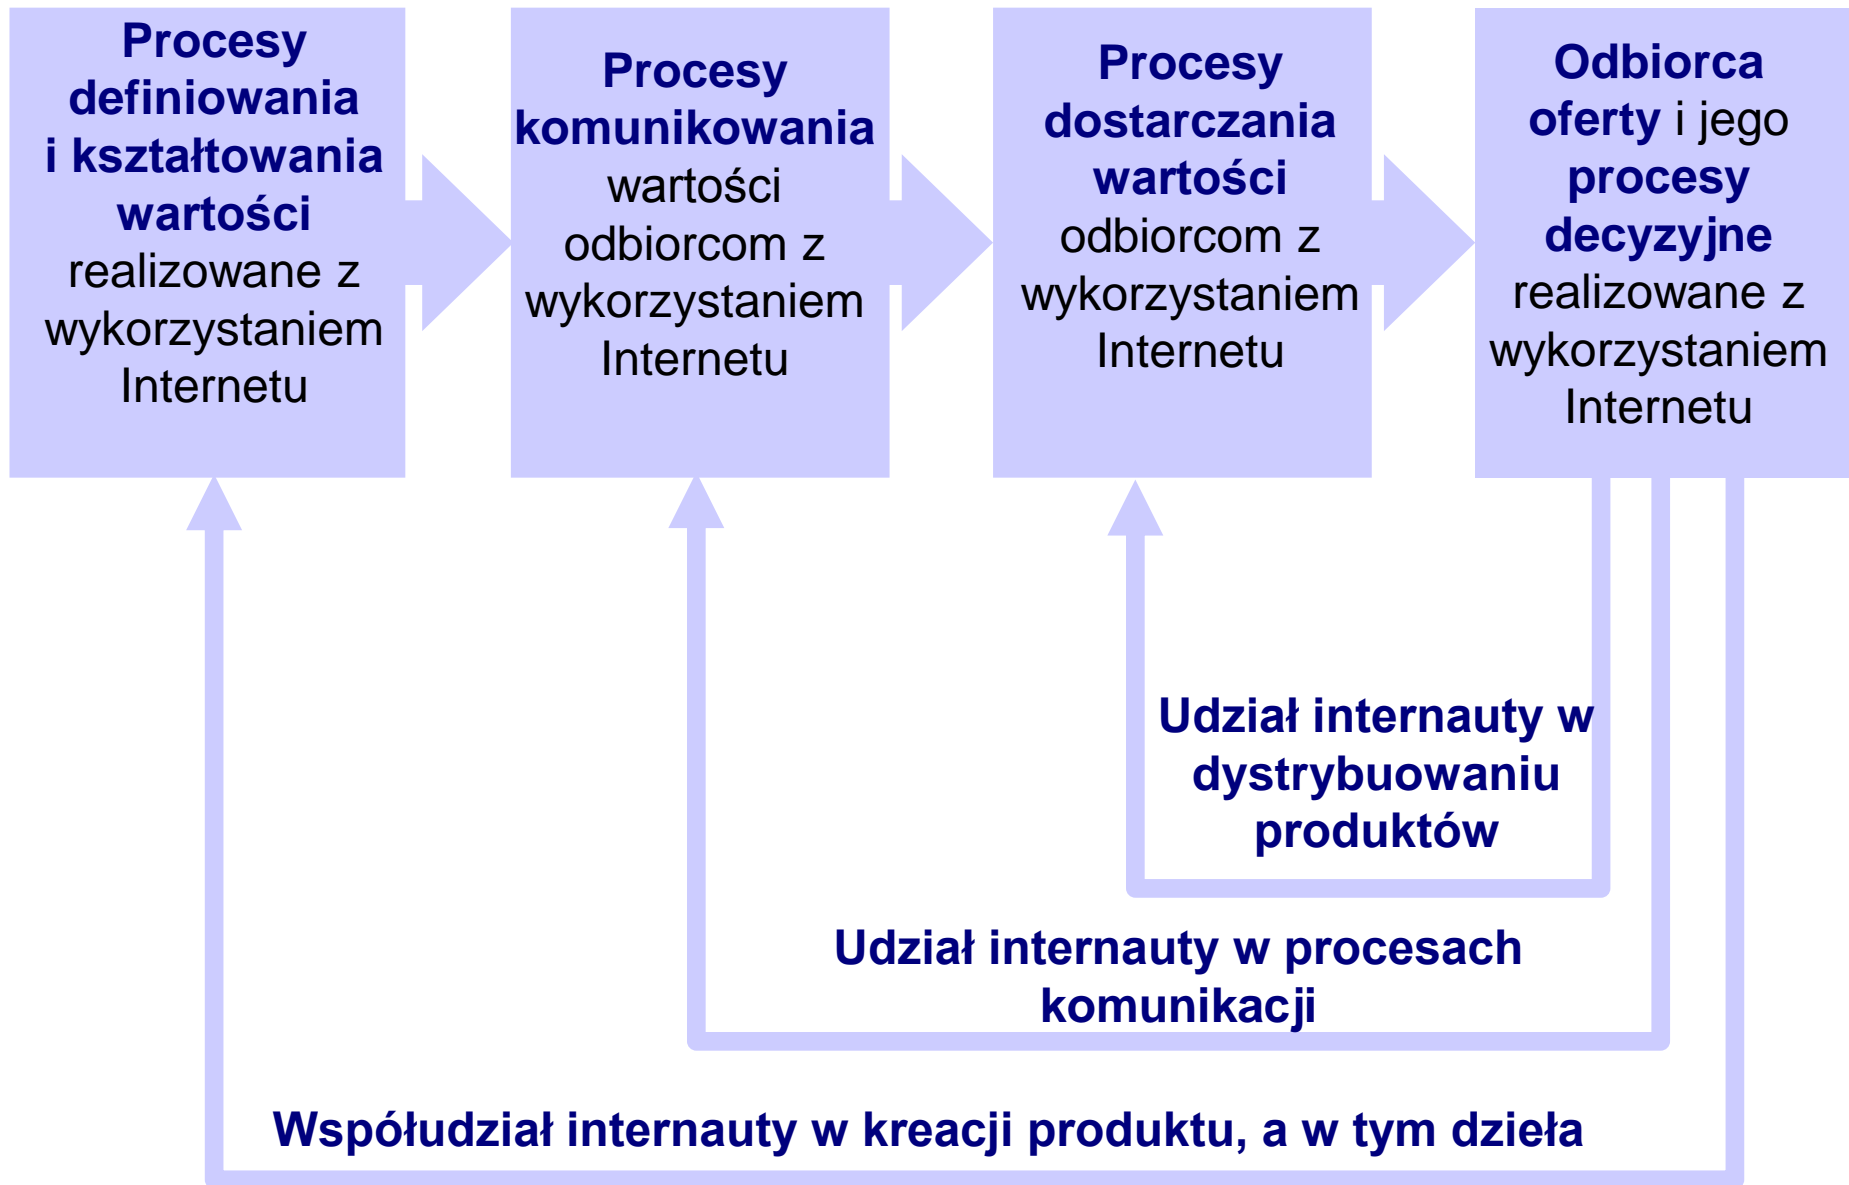 Procesy
definiowania
i kształtowania
wartości
realizowane z
wykorzystaniem
Internetu
Procesy
komunikowania
wartości
odbiorcom z
wykorzystaniem
Internetu
Procesy
dostarczania
wartości
odbiorcom z
wykorzystaniem
Internetu
Odbiorca
oferty i jego
procesy
decyzyjne
realizowane z
wykorzystaniem
Internetu
Udział internauty w
dystrybuowaniu
produktów
Udział internauty w procesach
komunikacji
Współudział internauty w kreacji produktu, a w tym dzieła